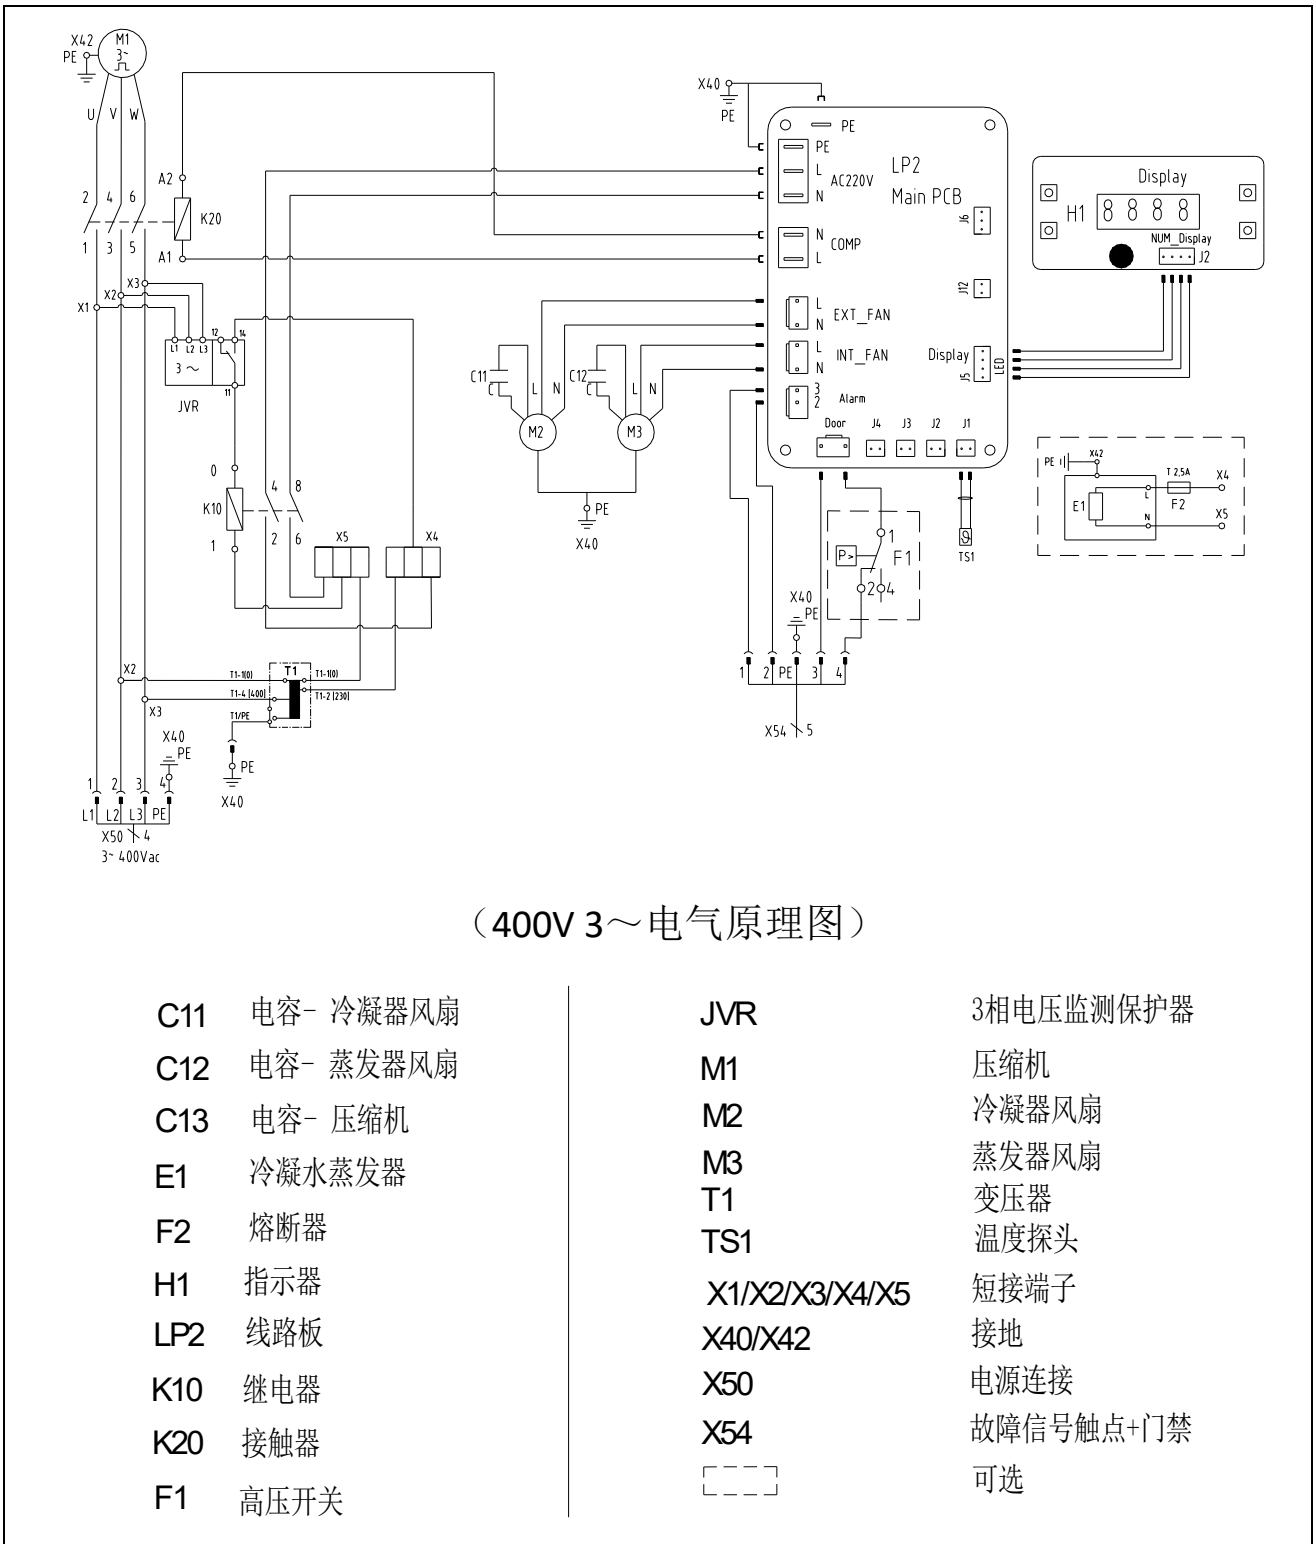 X42
M1
PE
3~
U V W
A2
2 4 6
K20
1 3 5
A1
X3
X2
X1
L1 L2 L3 12 14
3 ~
11
JVR
0
K10
1
4 8
2 6
X5
X4
X2
T1-1(0)
T1
T1-1(0)
T1-4 (400)
T1-2 (230)
X3
T1/PE
X40
PE
PE
X40
1 2 3 4
L1 L2 L3 PE
X50 4
3~ 400Vac
X40
PE
PE
PE
L
AC220V
N
LP2
Main PCB
J6
N
COMP
L
J12
L
EXT_FAN
N
L
INT_FAN
N
Display
J5
LED
3
2
Alarm
Door J4 J3 J2 J1
C11
C
L N
C12
C
L N
M2
M3
PE
X40
Display
H1
8 8 8 8
NUM_Display
J2
1
P>
F1
2 4
TS1
X40
PE
1 2 PE 3 4
X54 5
PE
X42
T 2,5A
X4
L
F2
E1
N
X5
（400V 3～电气原理图）
C11 电容- 冷凝器风扇
C12 电容- 蒸发器风扇
C13 电容- 压缩机
E1 冷凝水蒸发器
F2 熔断器
H1 指示器
LP2 线路板
K10 继电器
K20 接触器
F1 高压开关
JVR 3相电压监测保护器
M1 压缩机
M2 冷凝器风扇
M3 蒸发器风扇
T1 变压器
TS1 温度探头
X1/X2/X3/X4/X5 短接端子
X40/X42 接地
X50 电源连接
X54 故障信号触点+门禁
可选